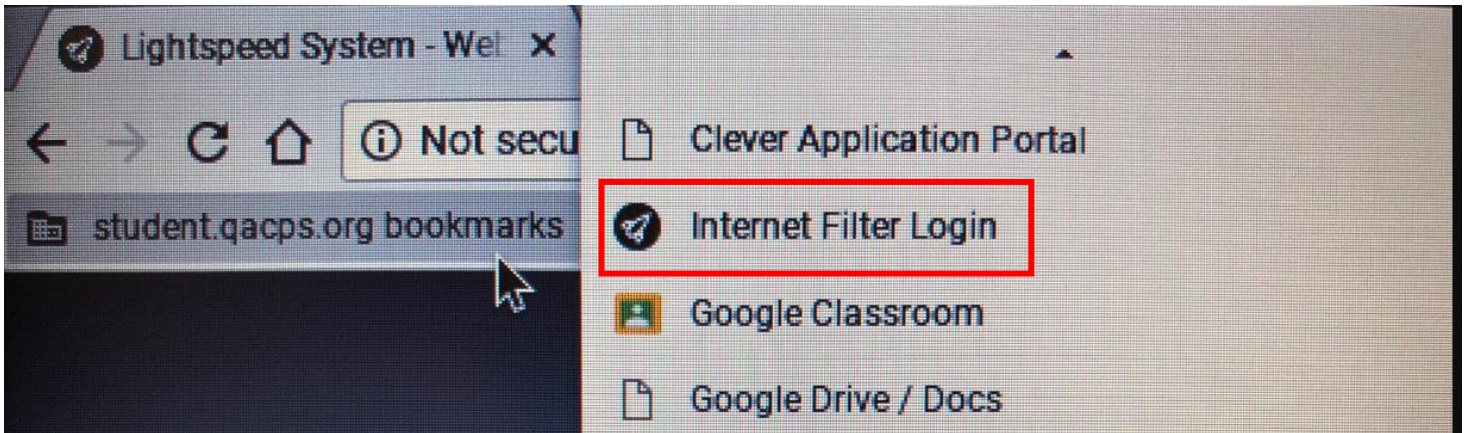 Lightspeed System - Wel
Not secu
student.qacps.org bookmarks
Clever Application Portal
Internet Filter Login
Google Classroom
Google Drive / Docs